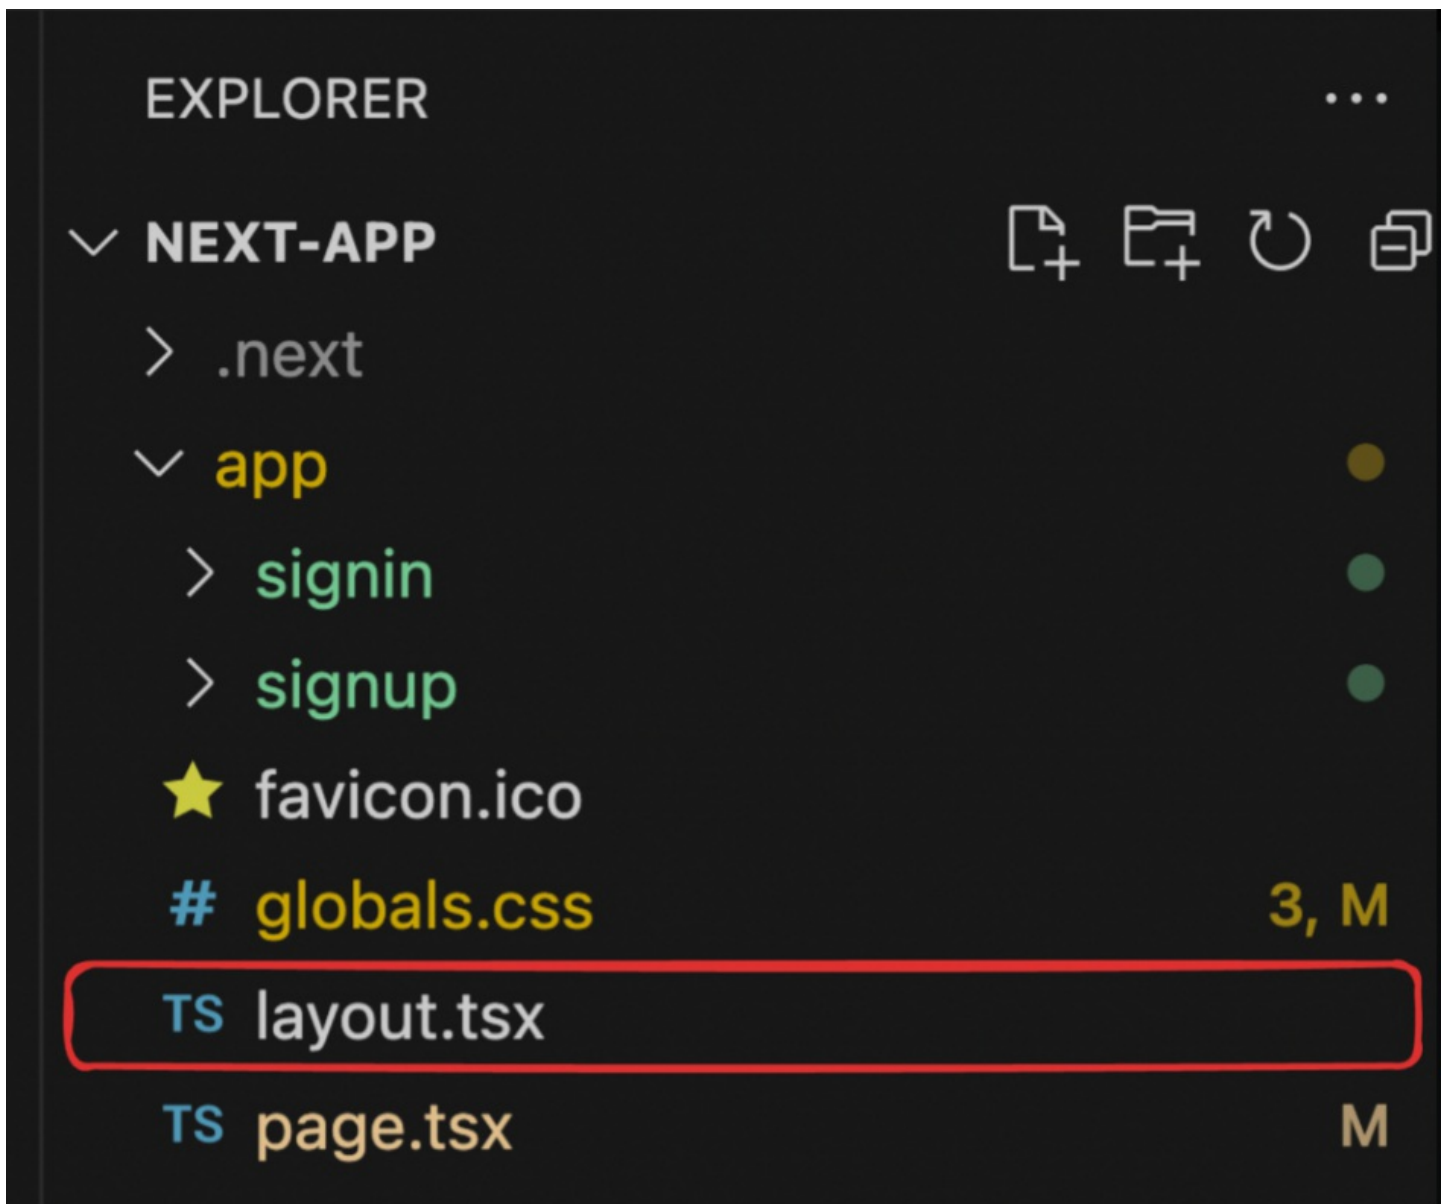 EXPLORER
NEXT-APP
.next
app
signin
signup
favicon.ico
# globals.css 3, M
TS layout.tsx
TS page.tsx M